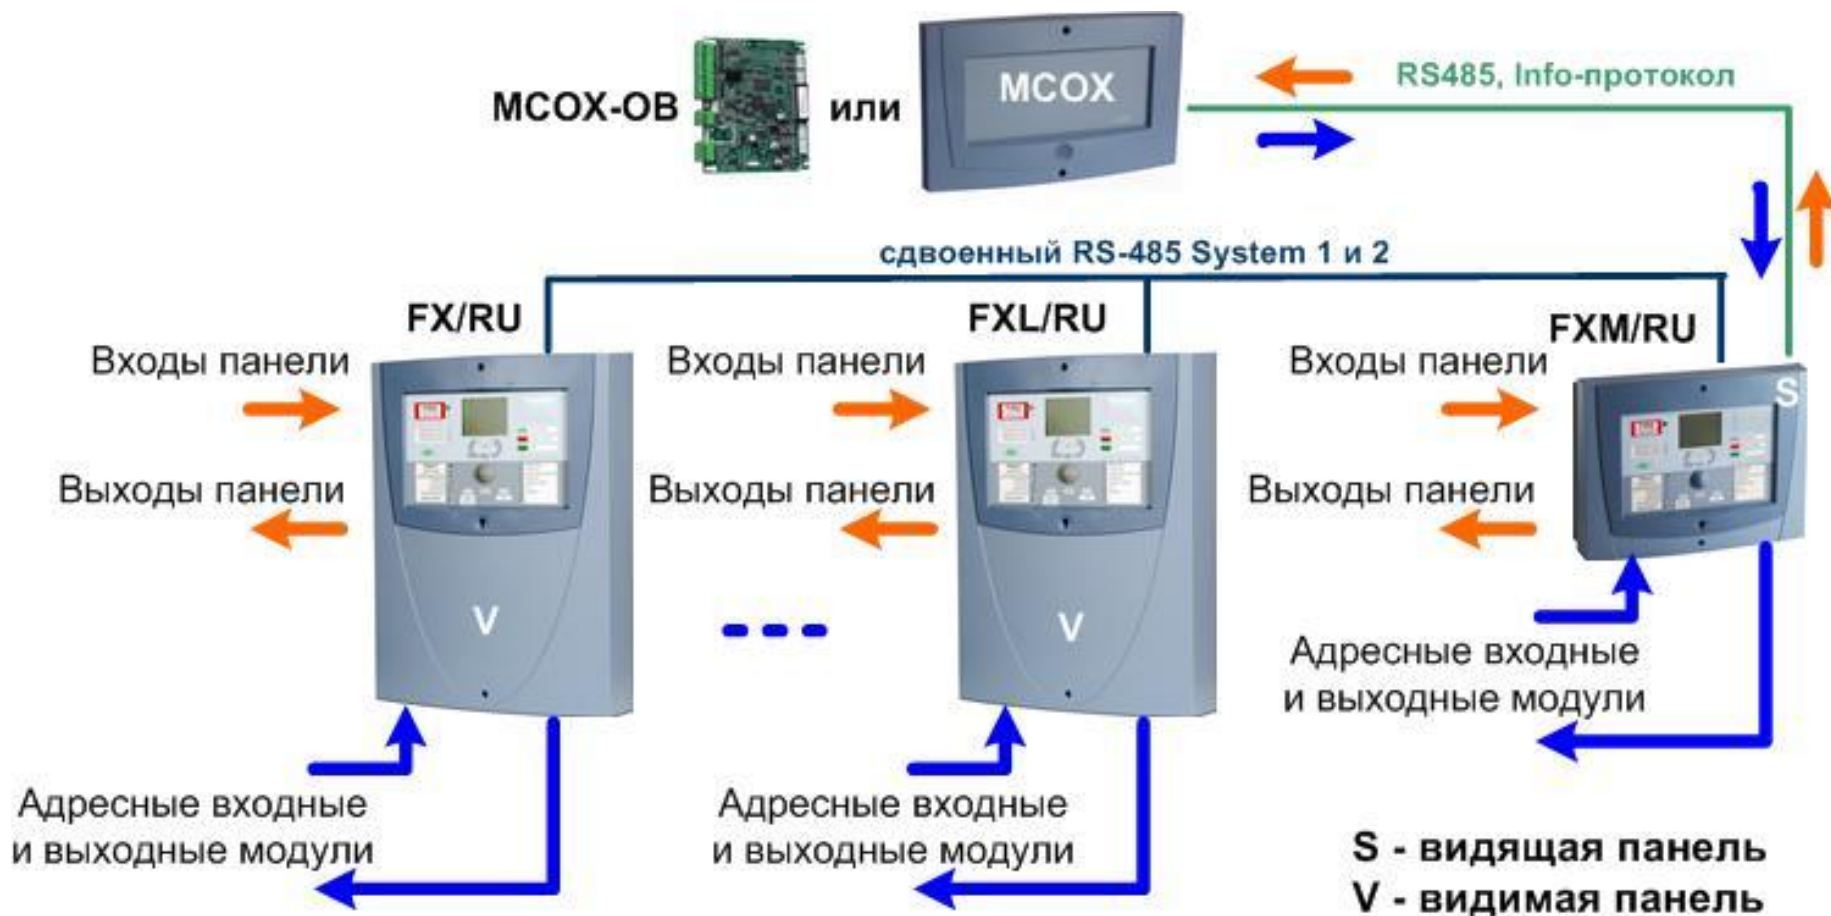 MCOX-OB
или
MCOX
RS485, Info-протокол
сдвоенный RS-485 System 1 и 2
FX/RU
FXL/RU
FXM/RU
Входы панели
Входы панели
Входы панели
S
Выходы панели
Выходы панели
Выходы панели
V
V
Адресные входные
и выходные модули
Адресные входные
и выходные модули
Адресные входные
и выходные модули
S - видящая панель
V - видимая панель